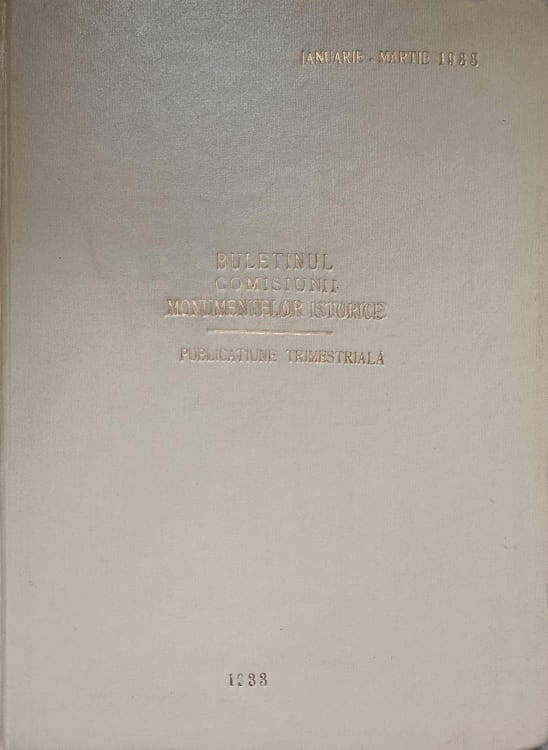 IANUARIE - MARTIE 1933
BULETINUL
COMISIUNII
MONUMENTELOR ISTORICE
PUBLICAȚIUNE TRIMESTRIALĂ
1933